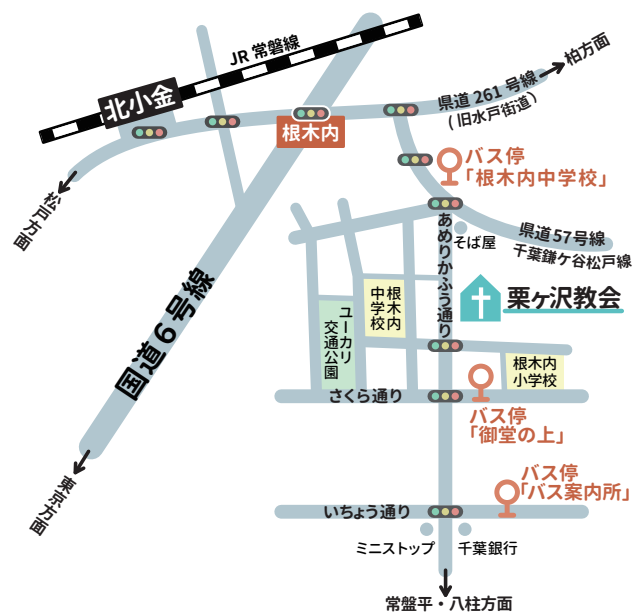 JR 常磐線
柏方面
北小金
県道 261 号線
( 旧水戸街道)
根木内
バス停
「根木内中学校」
松戸方面
県道57号線
千葉鎌ケ谷松戸線
そば屋
あめりかふう通り
栗ヶ沢教会
国道６号線
根木内
中学校
ユーカリ
交通公園
根木内
小学校
さくら通り
バス停
「御堂の上」
バス停
「バス案内所」
東京方面
いちょう通り
ミニストップ
千葉銀行
常盤平・八柱方面